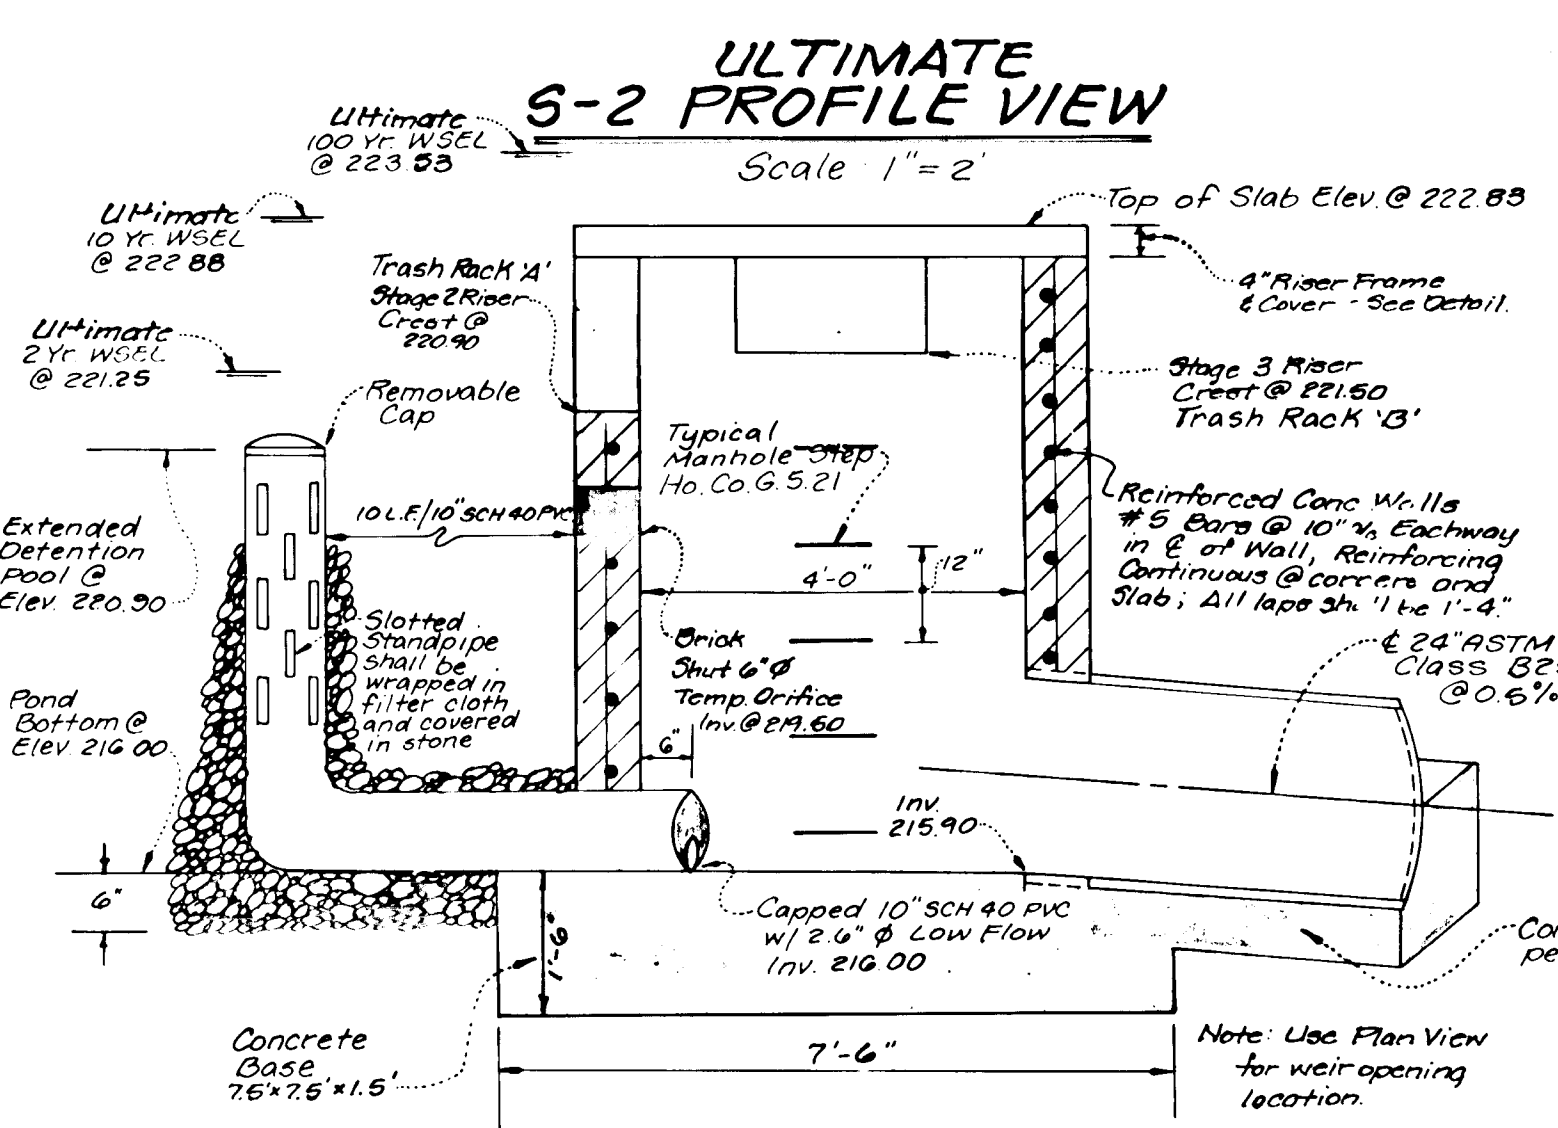 ULTIMATE
S-2 PROFILE VIEW
Scale 1"= 2'
Ultimate
100 Yr. WSEL
@ 223.53
Ultimate
10 Yr. WSEL
@ 222.88
Ultimate
2 Yr. WSEL
@ 221.25
Trash Rack 'A'
Stage 2 Riser
Crest @
220.90
Removable
Cap
Top of Slab Elev. @ 222.83
4" Riser Frame
& Cover - See Detail.
Stage 3 Riser
Crest @ 221.50
Trash Rack 'B'
Typical
Manhole Step
Ho. Co. G. 5.21
Reinforced Conc Walls
#5 Bars @ 10" % Eachway
in ℄ of Wall, Reinforcing
Continuous @ corners and
Slab; All laps sh 'l be 1'-4."
10 L.F./10" SCH 40 PVC
Extended
Detention
Pool @
Elev. 220.90
4'-0"
12"
Slotted
Standpipe
shall be
wrapped in
filter cloth
and covered
in stone
Brick
Shut 6" Ø
Temp. Orifice
Inv. @ 219.60
6"
℄ 24" ASTM
Class B2
@ 0.5%
Pond
Bottom @
Elev. 216.00
Inv.
215.90
6"
Capped 10" SCH 40 PVC
w/ 2.6" Ø Low Flow
Inv. 216.00
1'-6"
Co
pe
Concrete
Base
7.5'x7.5'x1.5'
7'-6"
Note: Use Plan View
for weir opening
location.